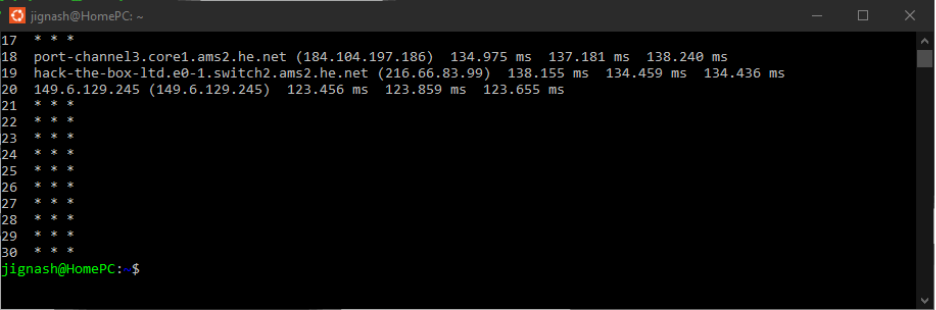 jignash@HomePC: ~
17 * * *
18 port-channel3.core1.ams2.he.net (184.104.197.186) 134.975 ms 137.181 ms 138.240 ms
19 hack-the-box-ltd.e0-1.switch2.ams2.he.net (216.66.83.99) 138.155 ms 134.459 ms 134.436 ms
20 149.6.129.245 (149.6.129.245) 123.456 ms 123.859 ms 123.655 ms
21 * * *
22 * * *
23 * * *
24 * * *
25 * * *
26 * * *
27 * * *
28 * * *
29 * * *
30 * * *
jignash@HomePC:~$